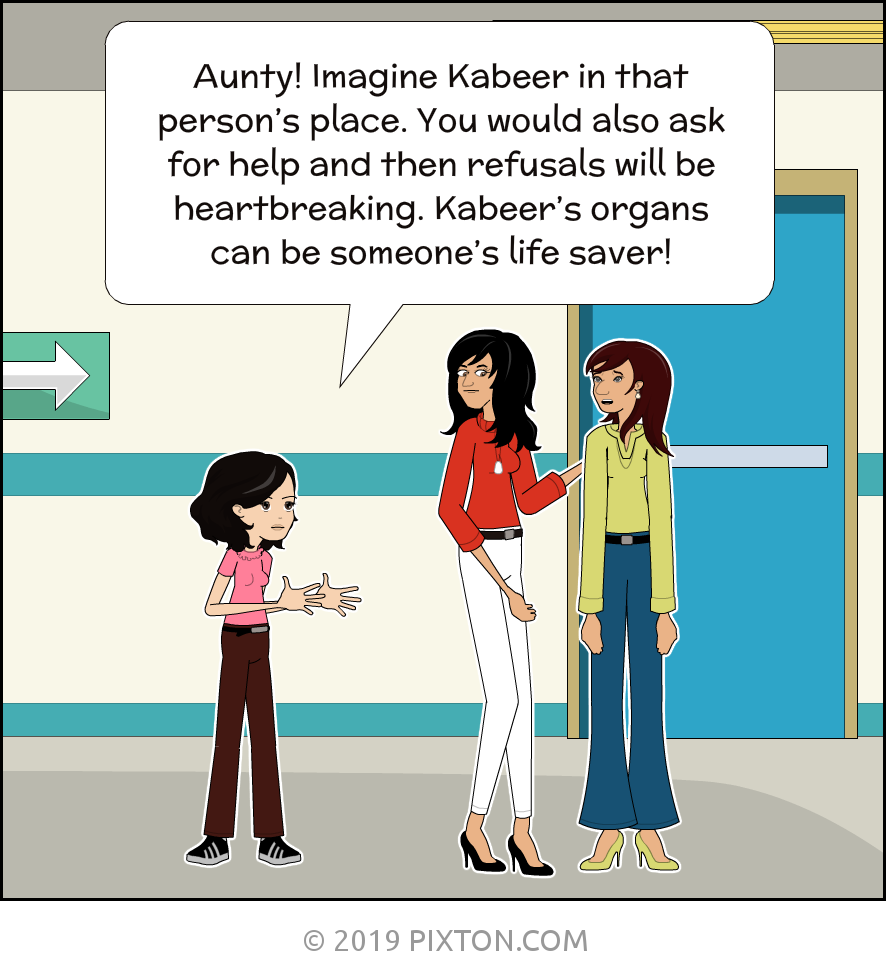 Aunty! Imagine Kabeer in that
person's place. You would also ask
for help and then refusals will be
heartbreaking. Kabeer's organs
can be someone's life saver!
© 2019 PIXTON.COM